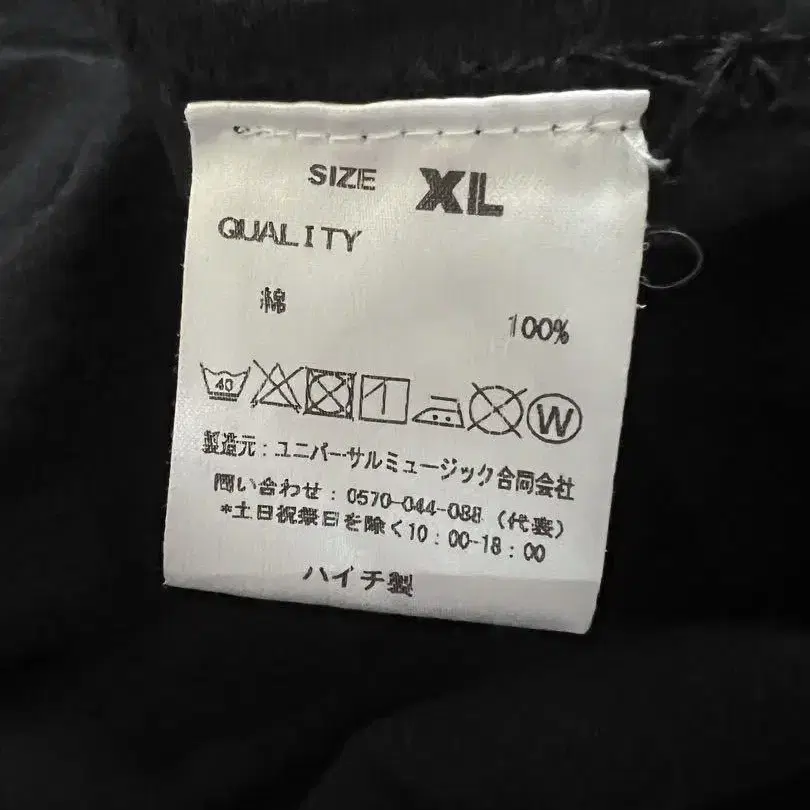 SIZE XL
QUALITY
綿 100%
40 W
製造元：ユニバーサルミュージック合同会社
問い合わせ：0570-044-088（代表）
*土日祝祭日を除く10：00-18：00
ハイチ製